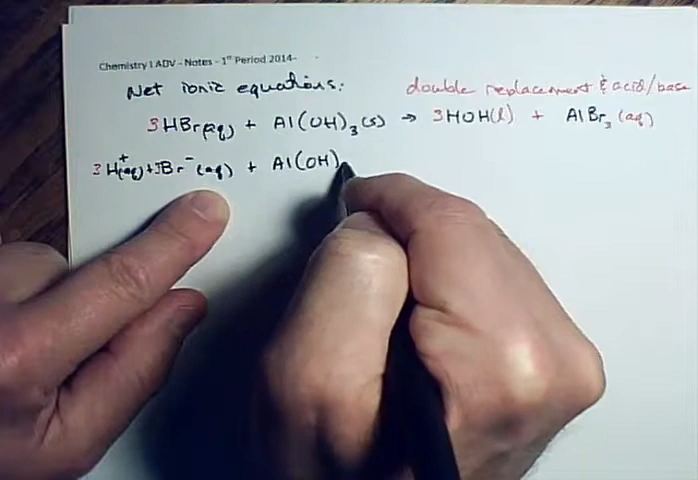 Chemistry I ADV - Notes - 1st Period 2014-
Net ionic equations: double replacement & acid/base
3HBr(aq) + Al(OH)₃(s) → 3HOH(l) + AlBr₃(aq)
3H⁺(aq)+3Br⁻(aq) + Al(OH)